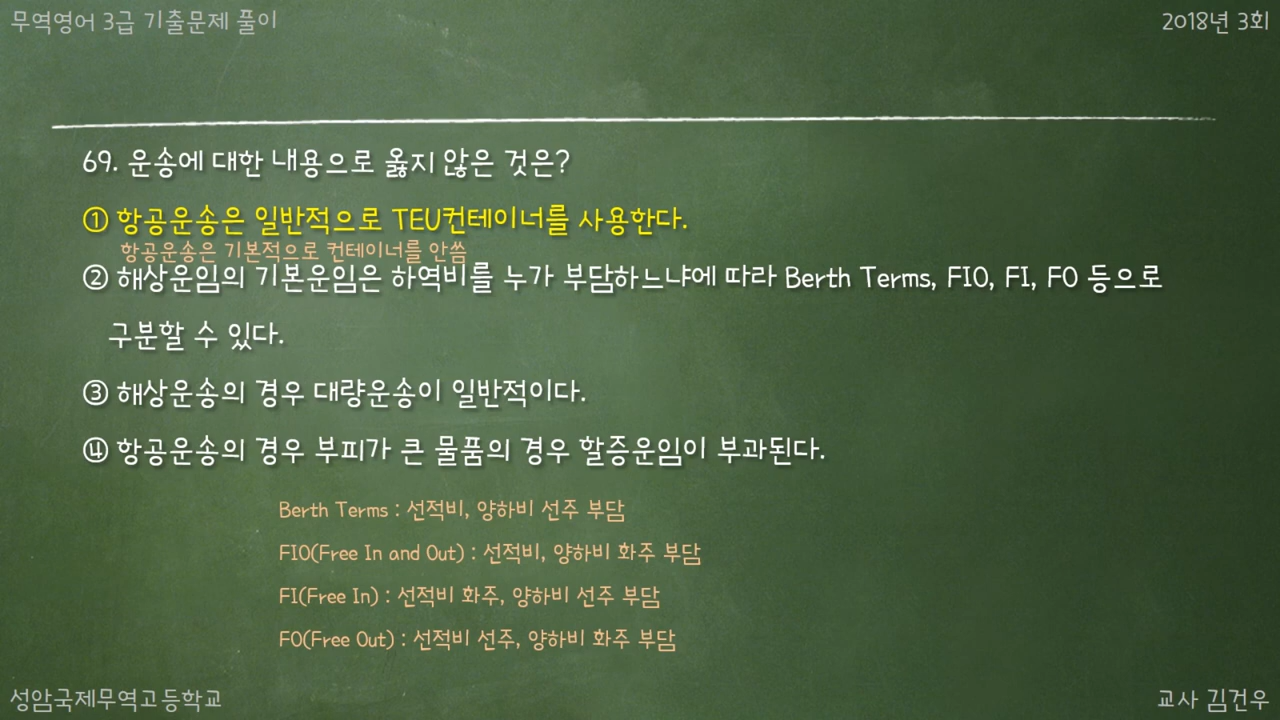 무역영어 3급 기출문제 풀이
2018년 3회
69. 운송에 대한 내용으로 옳지 않은 것은?
① 항공운송은 일반적으로 TEU컨테이너를 사용한다.
항공운송은 기본적으로 컨테이너를 안씀
② 해상운임의 기본운임은 하역비를 누가 부담하느냐에 따라 Berth Terms, FIO, FI, FO 등으로
구분할 수 있다.
③ 해상운송의 경우 대량운송이 일반적이다.
④ 항공운송의 경우 부피가 큰 물품의 경우 할증운임이 부과된다.
Berth Terms : 선적비, 양하비 선주 부담
FIO(Free In and Out) : 선적비, 양하비 화주 부담
FI(Free In) : 선적비 화주, 양하비 선주 부담
FO(Free Out) : 선적비 선주, 양하비 화주 부담
성암국제무역고등학교
교사 김건우